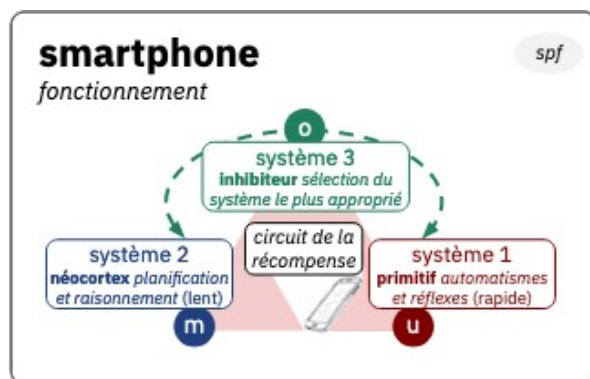 smartphone
spf
fonctionnement
o
système 3
inhibiteur sélection du
système le plus approprié
circuit de la
récompense
système 2
néocortex planification
et raisonnement (lent)
m
système 1
primitif automatismes
et réflexes (rapide)
u